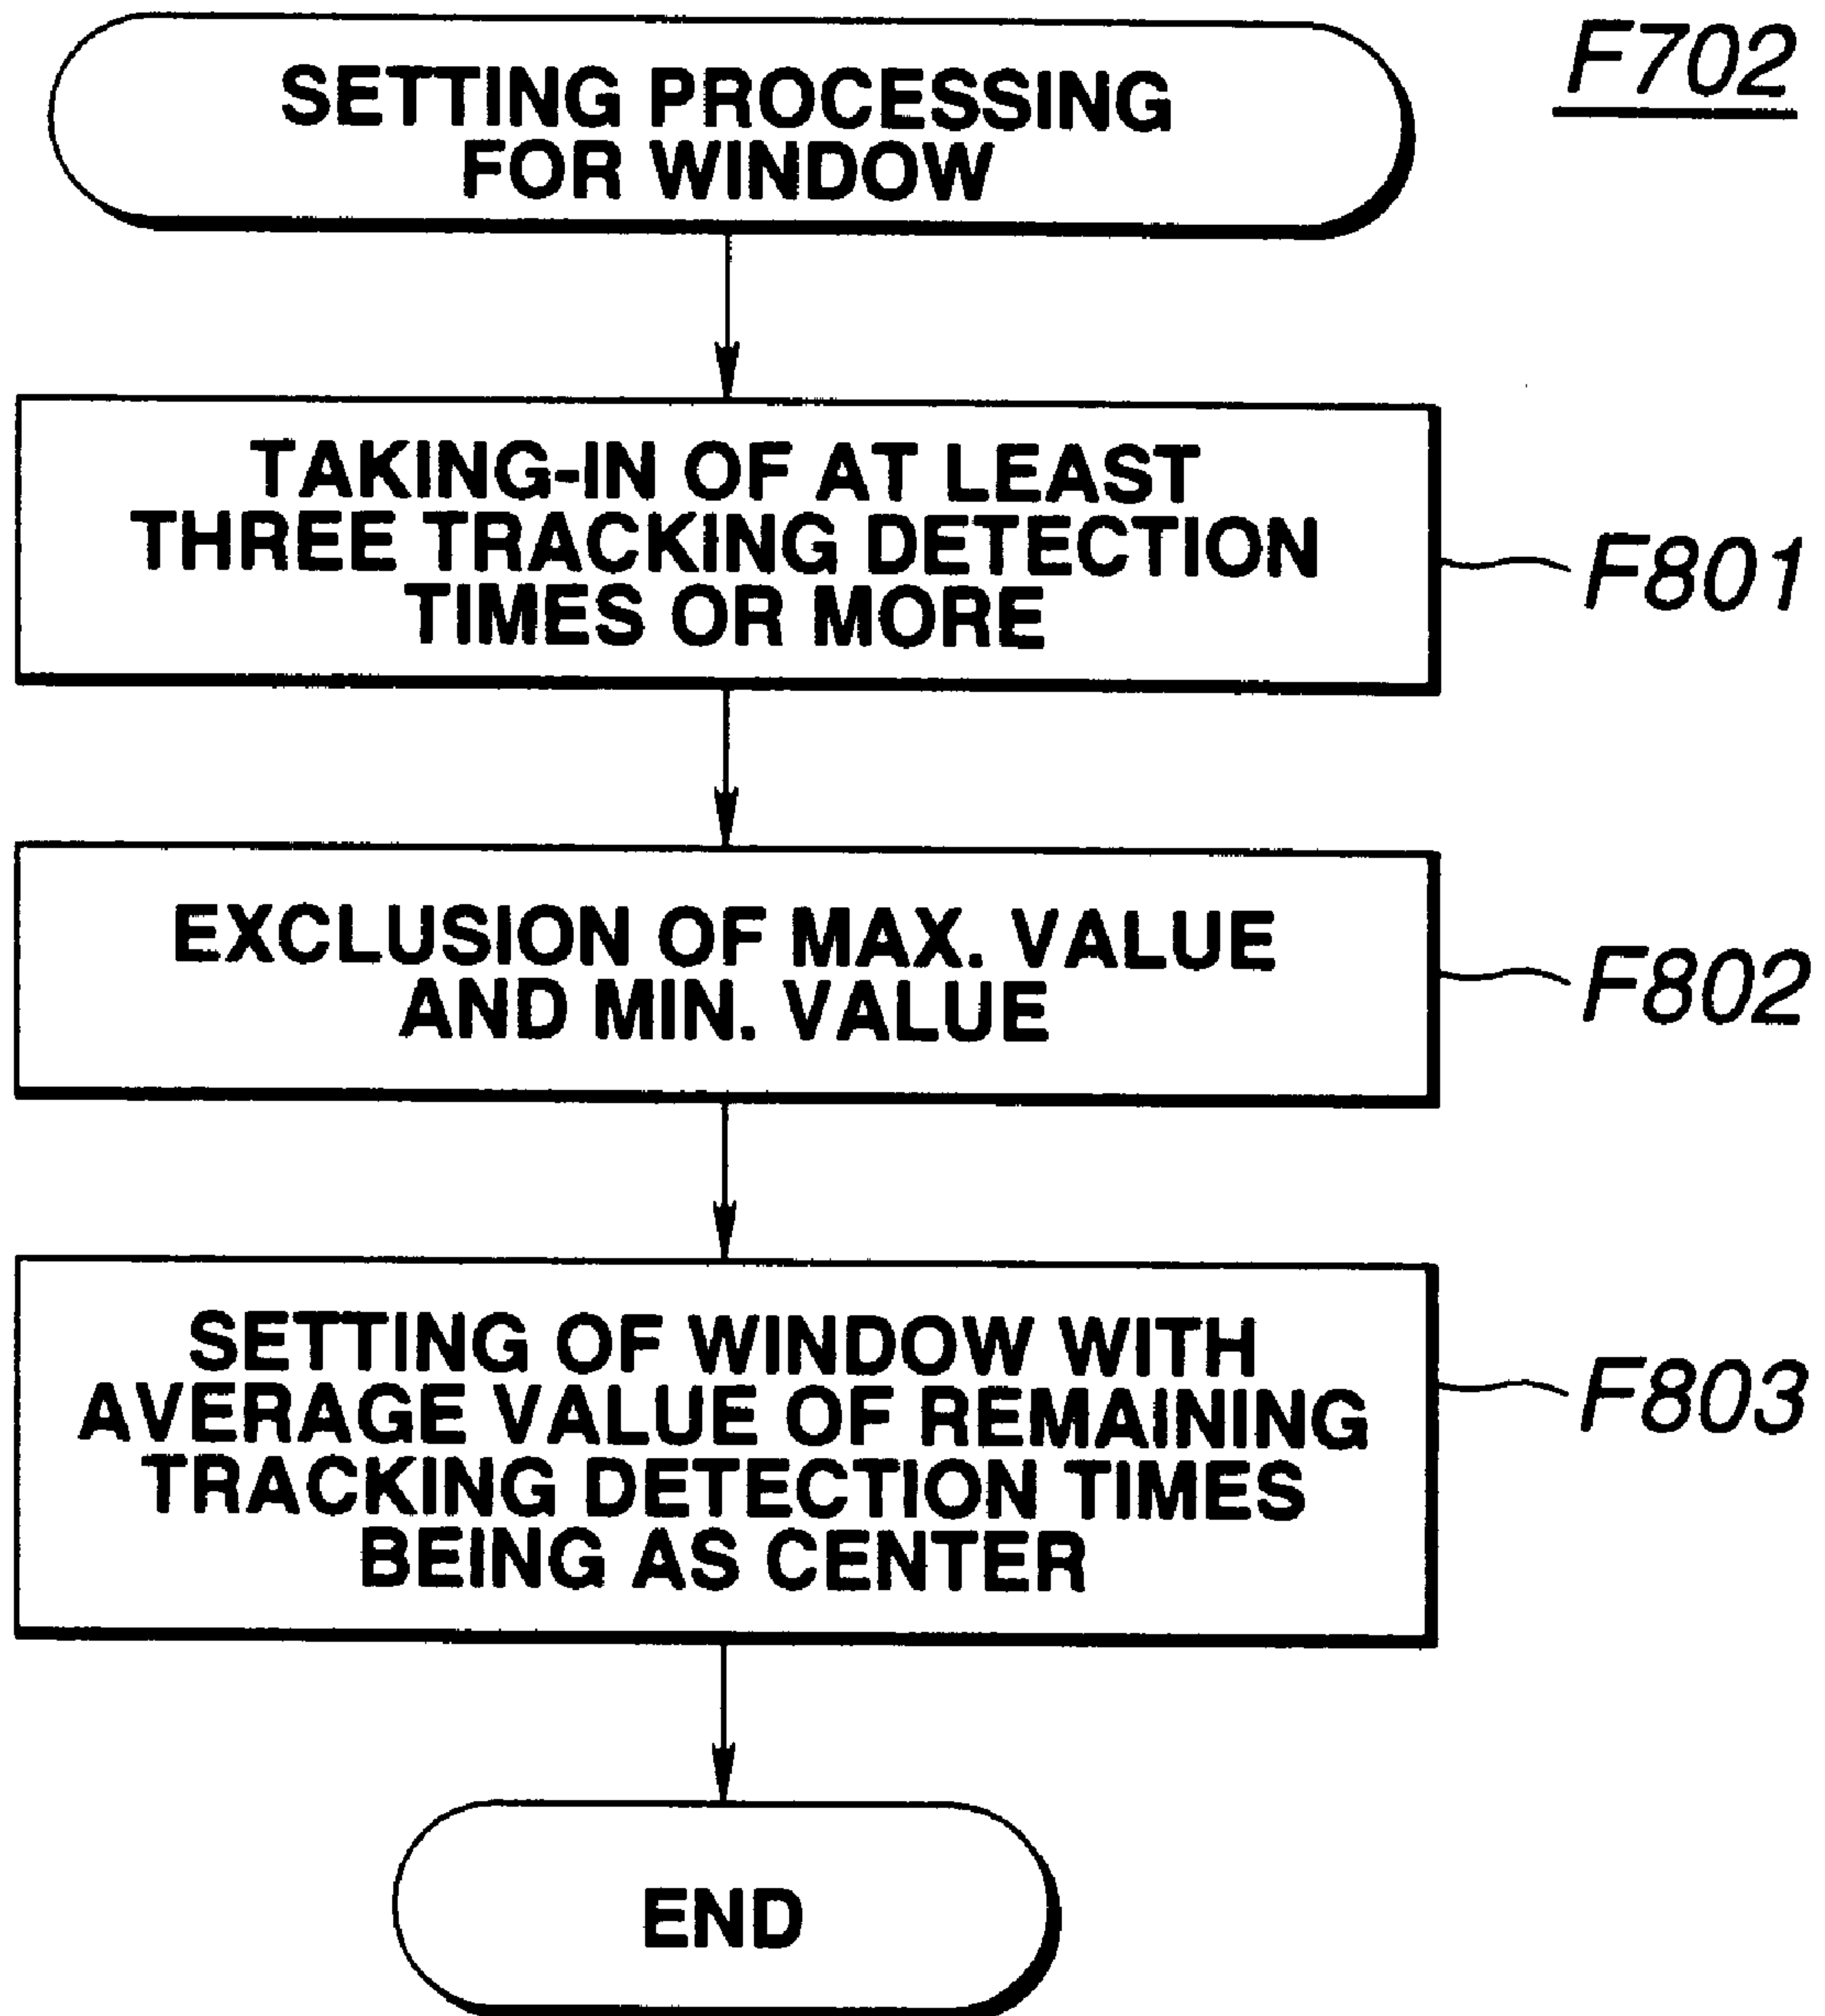 F702
SETTING PROCESSING
FOR WINDOW
TAKING-IN OF AT LEAST
THREE TRACKING DETECTION
TIMES OR MORE
F801
EXCLUSION OF MAX. VALUE
AND MIN. VALUE
F802
SETTING OF WINDOW WITH
AVERAGE VALUE OF REMAINING
TRACKING DETECTION TIMES
BEING AS CENTER
F803
END